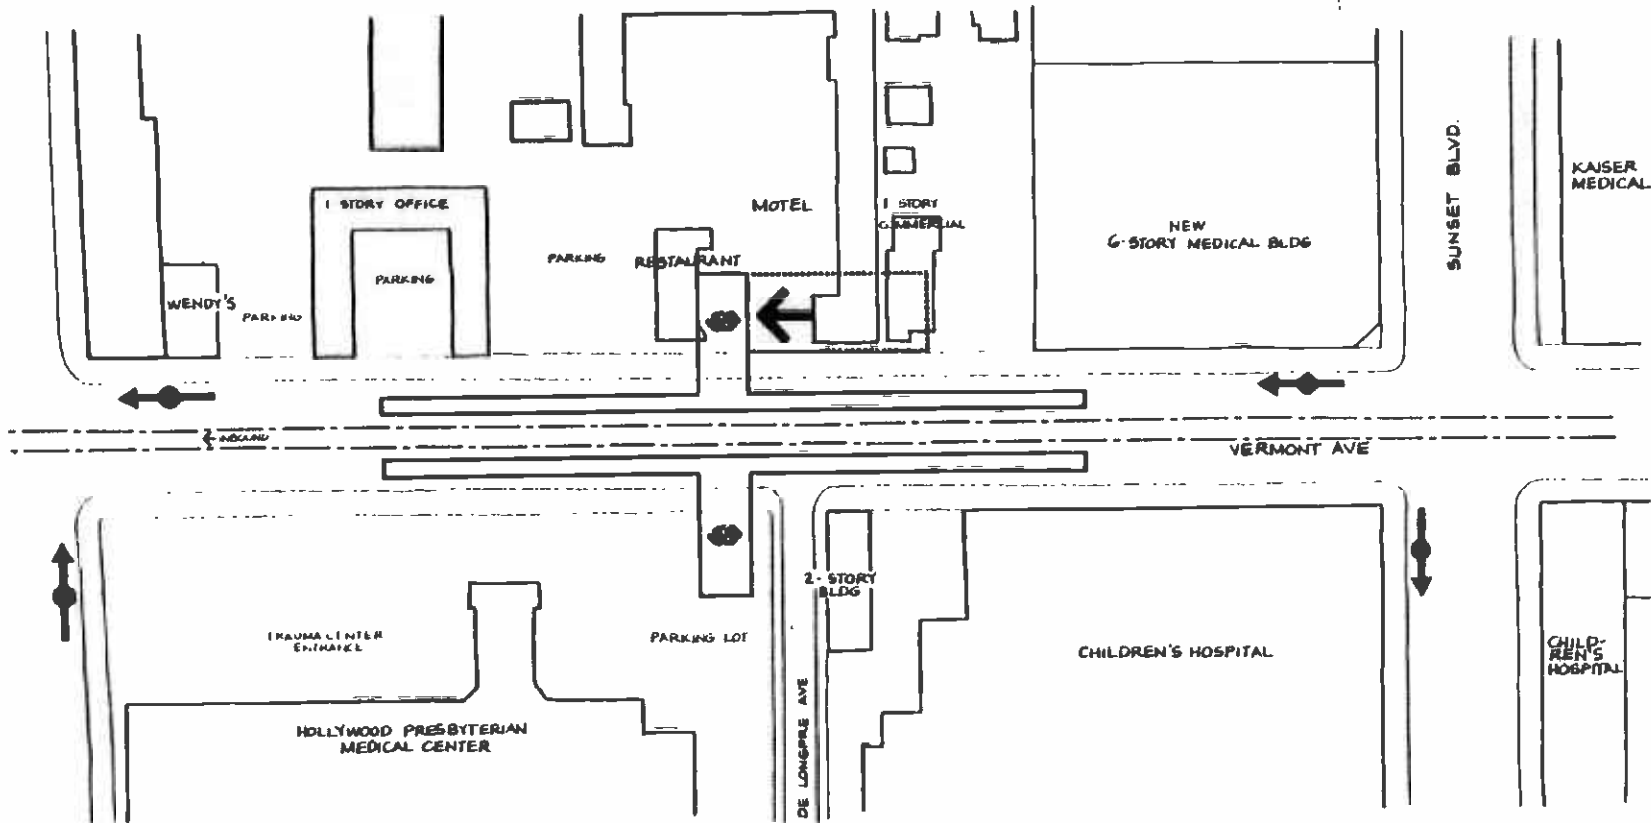 SUNSET BLVD.
KAISER
MEDICAL
1 STORY OFFICE
MOTEL
1 STORY
COMMERCIAL
NEW
6-STORY MEDICAL BLDG
PARKING
RESTAURANT
PARKING
WENDY'S
PARKING
INBOUND
VERMONT AVE
2-STORY
BLDG
TRAUMA CENTER
ENTRANCE
PARKING LOT
CHILDREN'S HOSPITAL
CHILD-
REN'S
HOSPITAL
DE LONGPRE AVE
HOLLYWOOD PRESBYTERIAN
MEDICAL CENTER